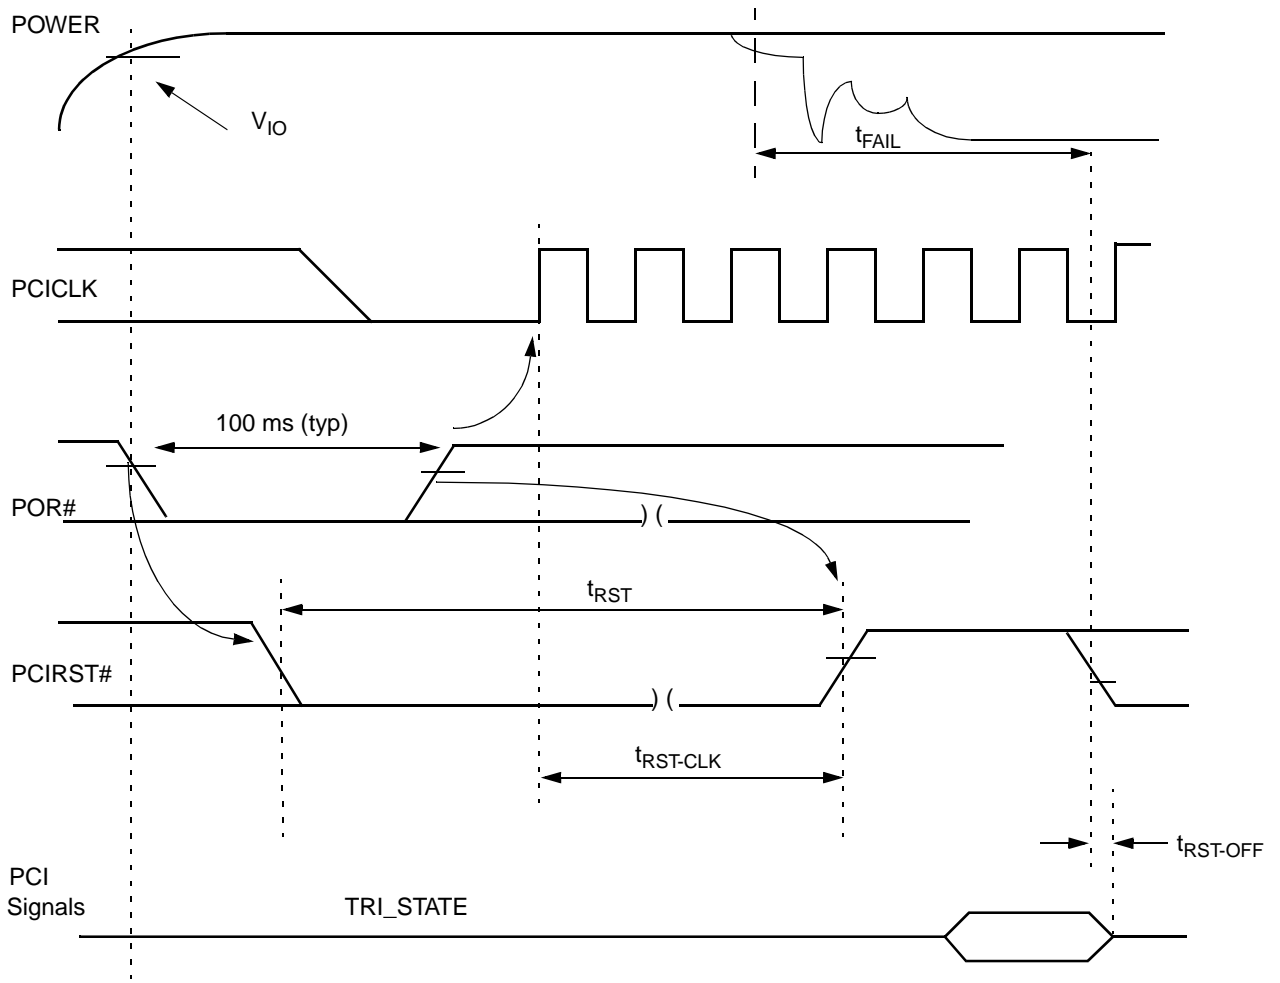 POWER
VIO
tFAIL
PCICLK
100 ms (typ)
POR#
) (
tRST
PCIRST#
) (
tRST-CLK
tRST-OFF
PCI
Signals
TRI_STATE